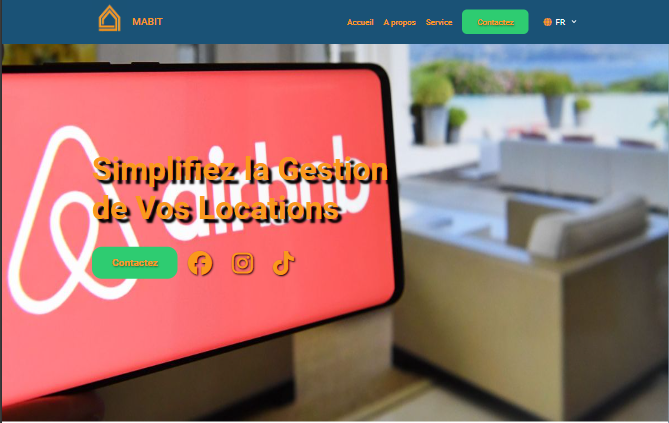 MABIT
Accueil A propos Service Contactez FR
airbnb
Simplifiez la Gestion
de Vos Locations
Contactez